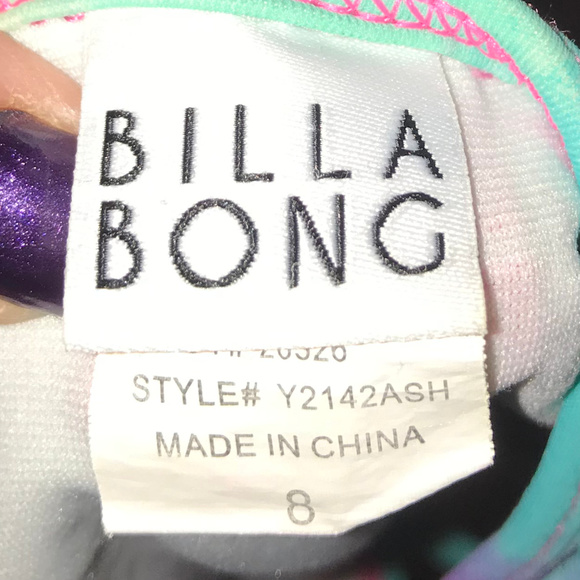 BILLA
BONG
STYLE# Y2142ASH
MADE IN CHINA
8